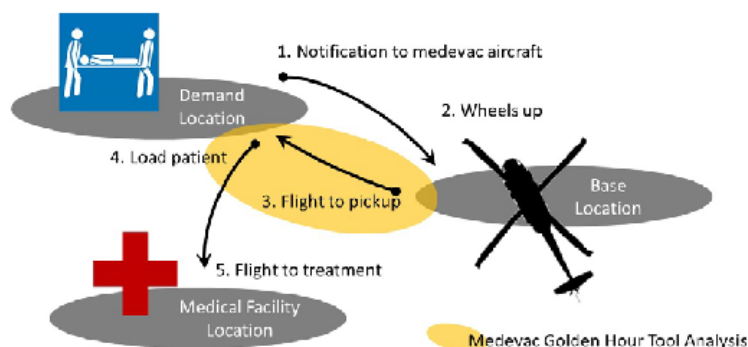 1. Notification to medevac aircraft
Demand
Location
2. Wheels up
4. Load patient
3. Flight to pickup
Base
Location
5. Flight to treatment
Medical Facility
Location
Medevac Golden Hour Tool Analysis